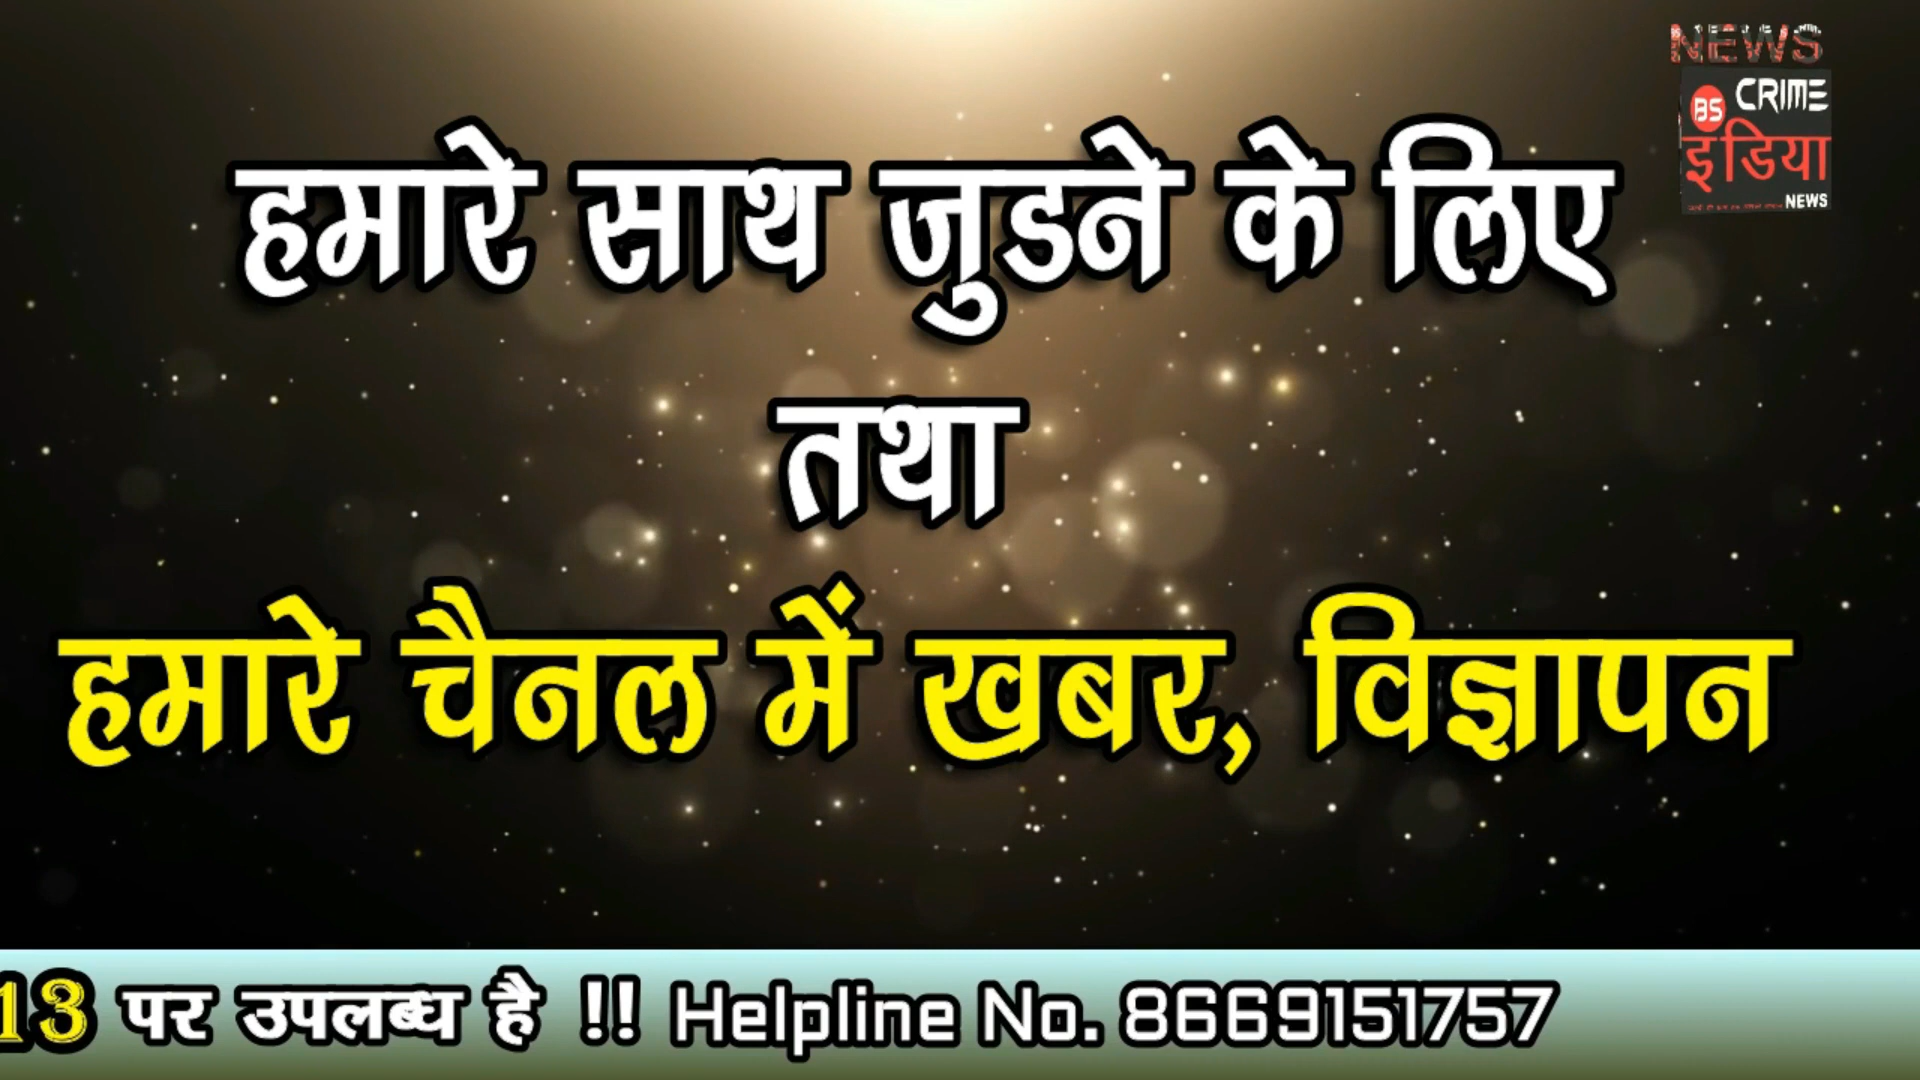 NEWS
BS CRIME
इंडिया
NEWS
हमारे साथ जुडने के लिए
तथा
हमारे चैनल में खबर, विज्ञापन
13 पर उपलब्ध है !! Helpline No. 8669151757